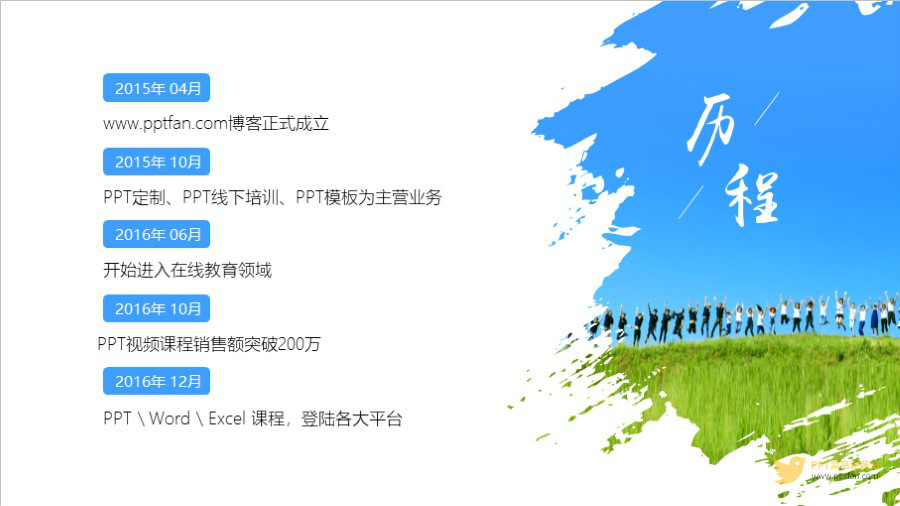 2015年 04月
www.pptfan.com博客正式成立
2015年 10月
PPT定制、PPT线下培训、PPT模板为主营业务
2016年 06月
开始进入在线教育领域
2016年 10月
PPT视频课程销售额突破200万
2016年 12月
PPT \ Word \ Excel 课程，登陆各大平台
历
程